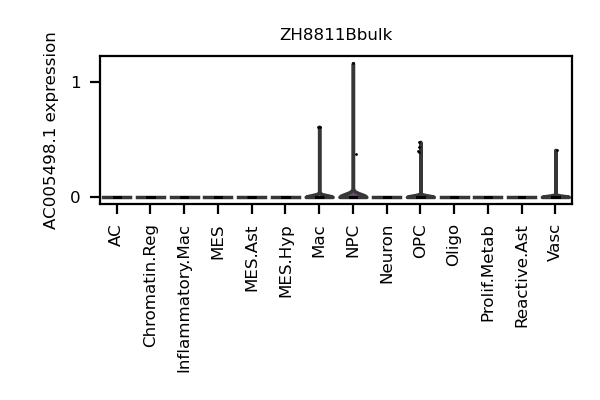 ZH8811Bbulk
AC005498.1 expression
1
0
AC
Chromatin.Reg
Inflammatory.Mac
MES
MES.Ast
MES.Hyp
Mac
NPC
Neuron
OPC
Oligo
Prolif.Metab
Reactive.Ast
Vasc